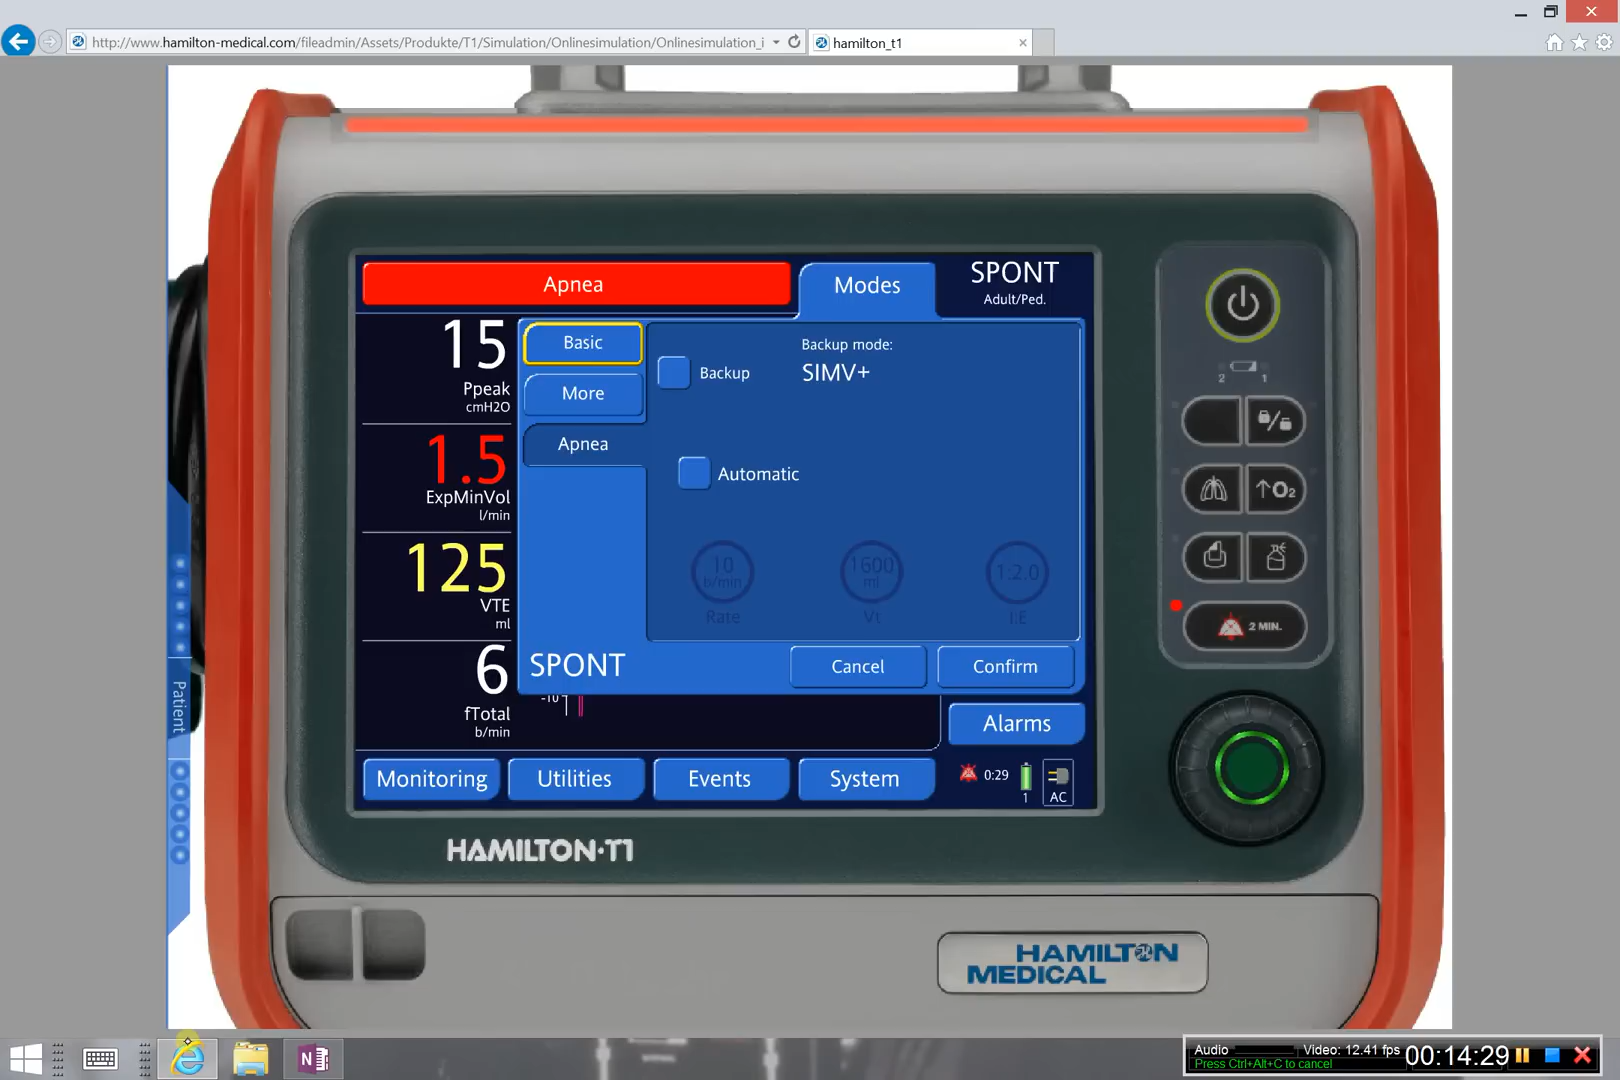 http://www.hamilton-medical.com/fileadmin/Assets/Produkte/T1/Simulation/Onlinesimulation/Onlinesimulation_i
hamilton_t1
Apnea
Modes
SPONT
Adult/Ped.
15
Ppeak
cmH2O
1.5
ExpMinVol
l/min
125
VTE
ml
6
fTotal
b/min
Basic
More
Apnea
Backup
Backup mode:
SIMV+
Automatic
10
b/min
Rate
1600
ml
Vt
1:2.0
I:E
SPONT
Cancel
Confirm
-10
Alarms
Monitoring
Utilities
Events
System
0:29
1
AC
2
1
↑O2
2 MIN.
Patient
HAMILTON·T1
HAMILTON
MEDICAL
Audio
Video: 12.41 fps
Press Ctrl+Alt+C to cancel
00:14:29